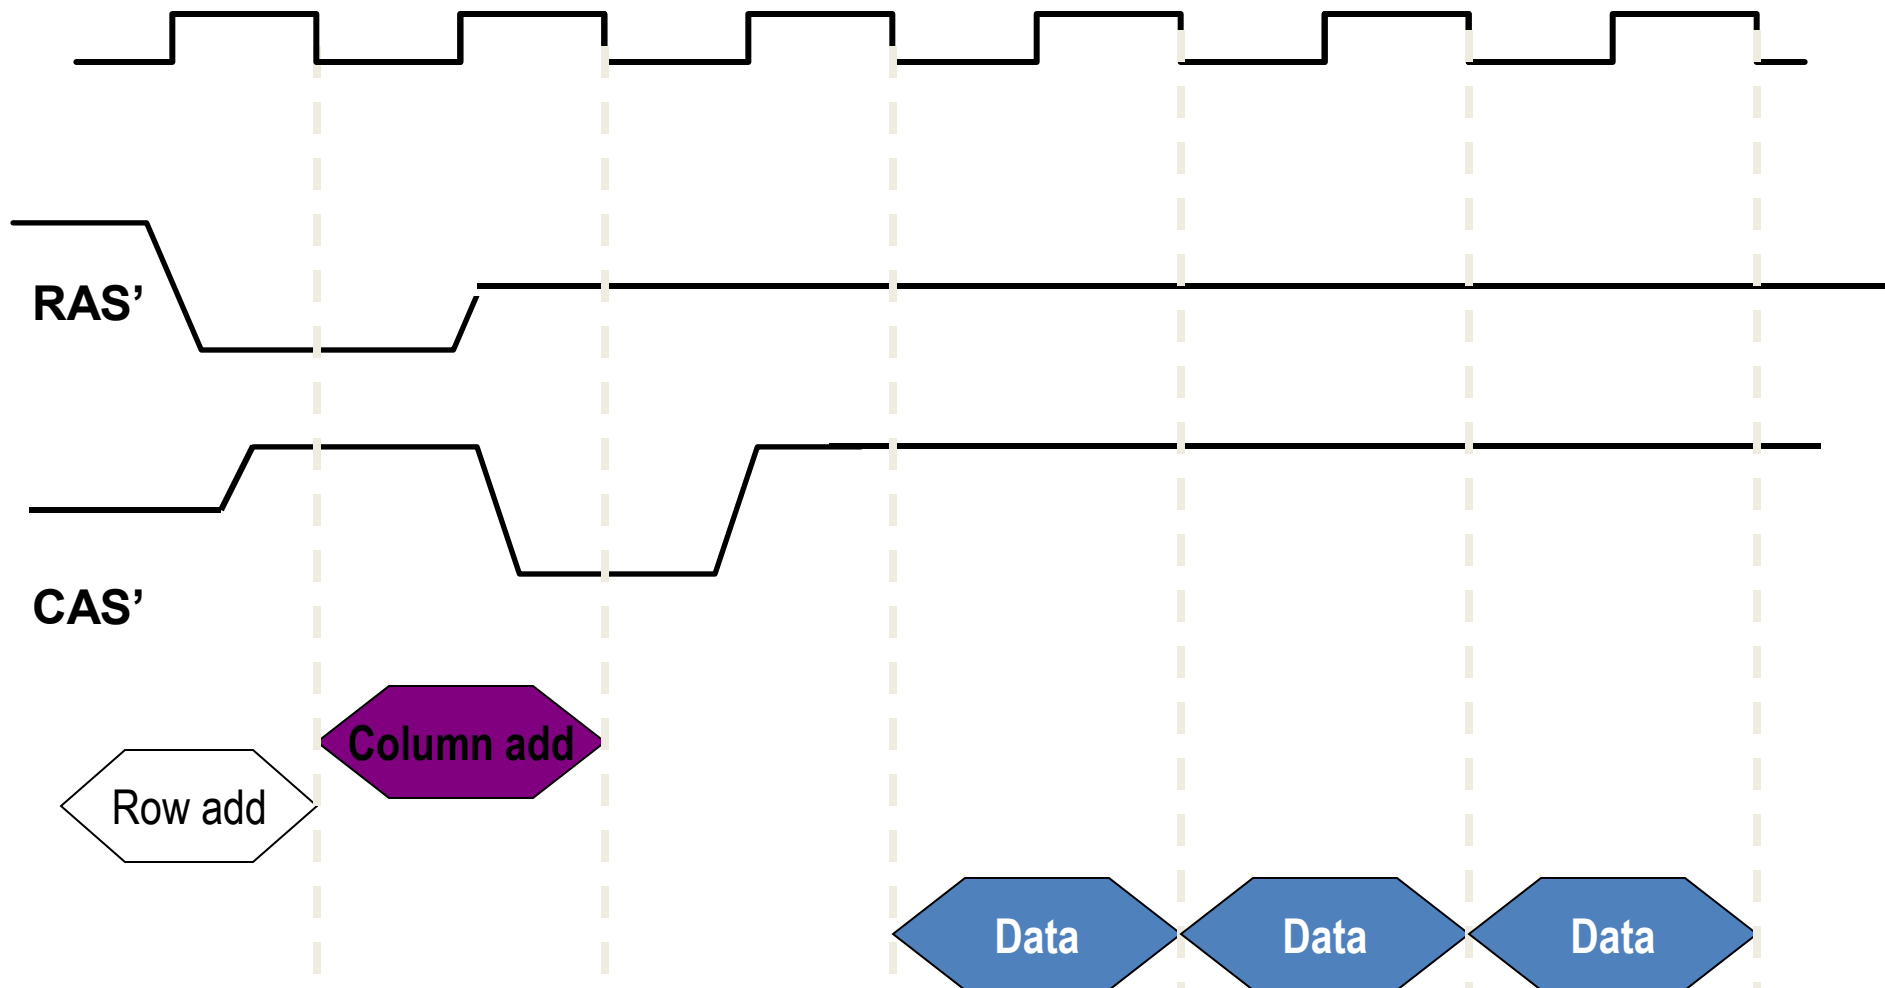 RAS’
CAS’
Column add
Row add
Data
Data
Data